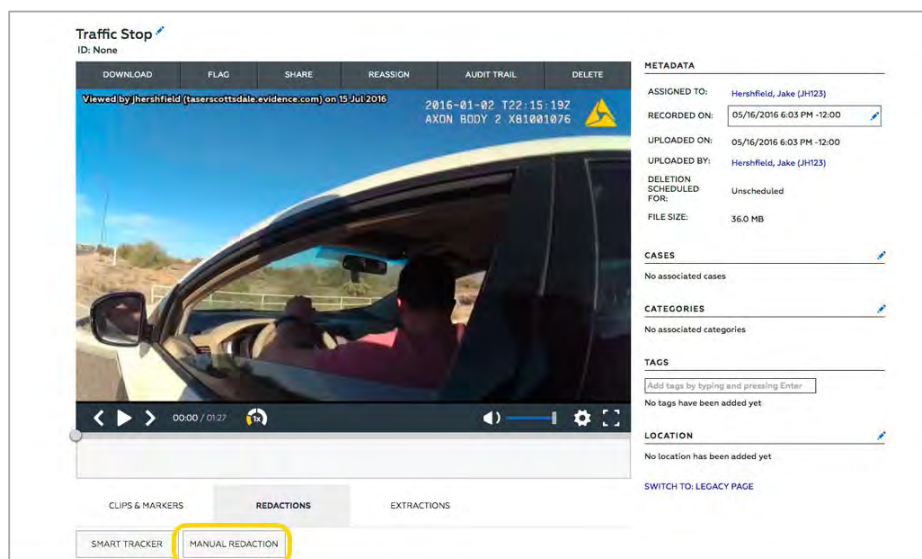 Traffic Stop
ID: None
DOWNLOAD FLAG SHARE REASSIGN AUDIT TRAIL DELETE
Viewed by jhershfield (taserscottsdale.evidence.com) on 15 Jul 2016
2016-01-02 T22:15:19Z
AXON BODY 2 X81001076
00:00 / 01:27
1x
CLIPS & MARKERS REDACTIONS EXTRACTIONS
SMART TRACKER MANUAL REDACTION
METADATA
ASSIGNED TO: Hershfield, Jake (JH123)
RECORDED ON: 05/16/2016 6:03 PM -12:00
UPLOADED ON: 05/16/2016 6:03 PM -12:00
UPLOADED BY: Hershfield, Jake (JH123)
DELETION
SCHEDULED
FOR: Unscheduled
FILE SIZE: 36.0 MB
CASES
No associated cases
CATEGORIES
No associated categories
TAGS
Add tags by typing and pressing Enter
No tags have been added yet
LOCATION
No location has been added yet
SWITCH TO: LEGACY PAGE